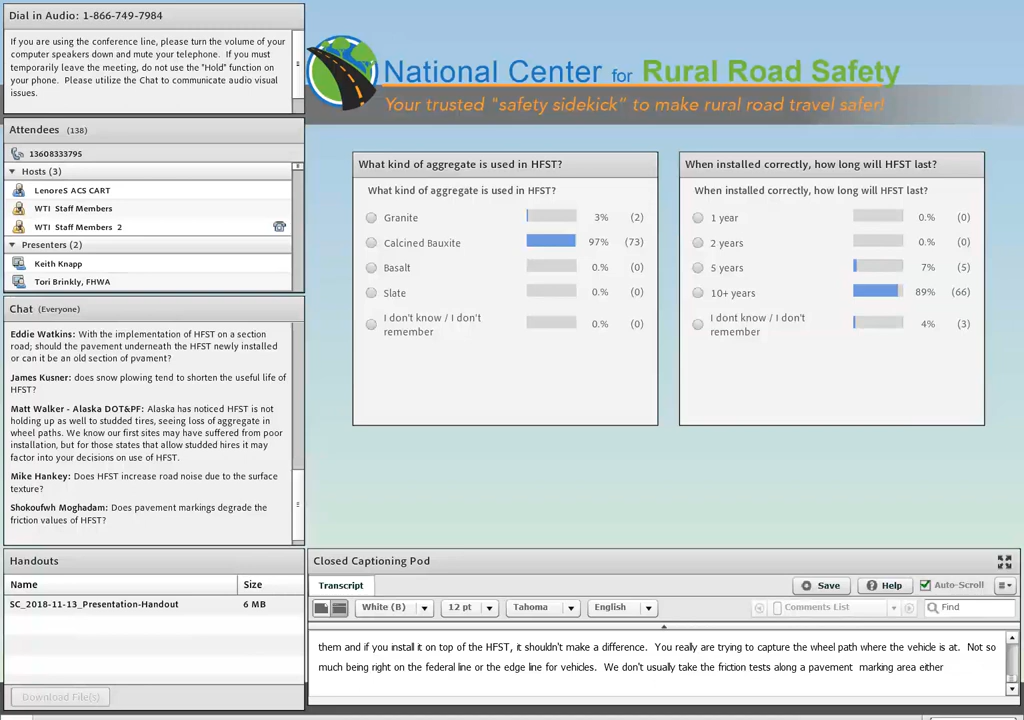 Dial in Audio: 1-866-749-7984
If you are using the conference line, please turn the volume of your
computer speakers down and mute your telephone. If you must
temporarily leave the meeting, do not use the "Hold" function on
your phone. Please utilize the Chat to communicate audio visual
issues.
Attendees (138)
13608333795
Hosts (3)
LenoreS ACS CART
WTI Staff Members
WTI Staff Members 2
Presenters (2)
Keith Knapp
Tori Brinkly, FHWA
Chat (Everyone)
Eddie Watkins: With the implementation of HFST on a section
road; should the pavement underneath the HFST newly installed
or can it be an old section of pvament?
James Kusner: does snow plowing tend to shorten the useful life of
HFST?
Matt Walker - Alaska DOT&PF: Alaska has noticed HFST is not
holding up as well to studded tires, seeing loss of aggregate in
wheel paths. We know our first sites may have suffered from poor
installation, but for those states that allow studded hires it may
factor into your decisions on use of HFST.
Mike Hankey: Does HFST increase road noise due to the surface
texture?
Shokoufwh Moghadam: Does pavement markings degrade the
friction values of HFST?
Handouts
Name Size
SC_2018-11-13_Presentation-Handout 6 MB
Download File(s)
National Center for Rural Road Safety
Your trusted "safety sidekick" to make rural road travel safer!
What kind of aggregate is used in HFST?
What kind of aggregate is used in HFST?
Granite 3% (2)
Calcined Bauxite 97% (73)
Basalt 0.% (0)
Slate 0.% (0)
I don't know / I don't
remember 0.% (0)
When installed correctly, how long will HFST last?
When installed correctly, how long will HFST last?
1 year 0.% (0)
2 years 0.% (0)
5 years 7% (5)
10+ years 89% (66)
I dont know / I don't
remember 4% (3)
Closed Captioning Pod
Transcript Save Help Auto-Scroll
White (B) 12 pt Tahoma English Comments List Find
them and if you install it on top of the HFST, it shouldn't make a difference. You really are trying to capture the wheel path where the vehicle is at. Not so
much being right on the federal line or the edge line for vehicles. We don't usually take the friction tests along a pavement marking area either